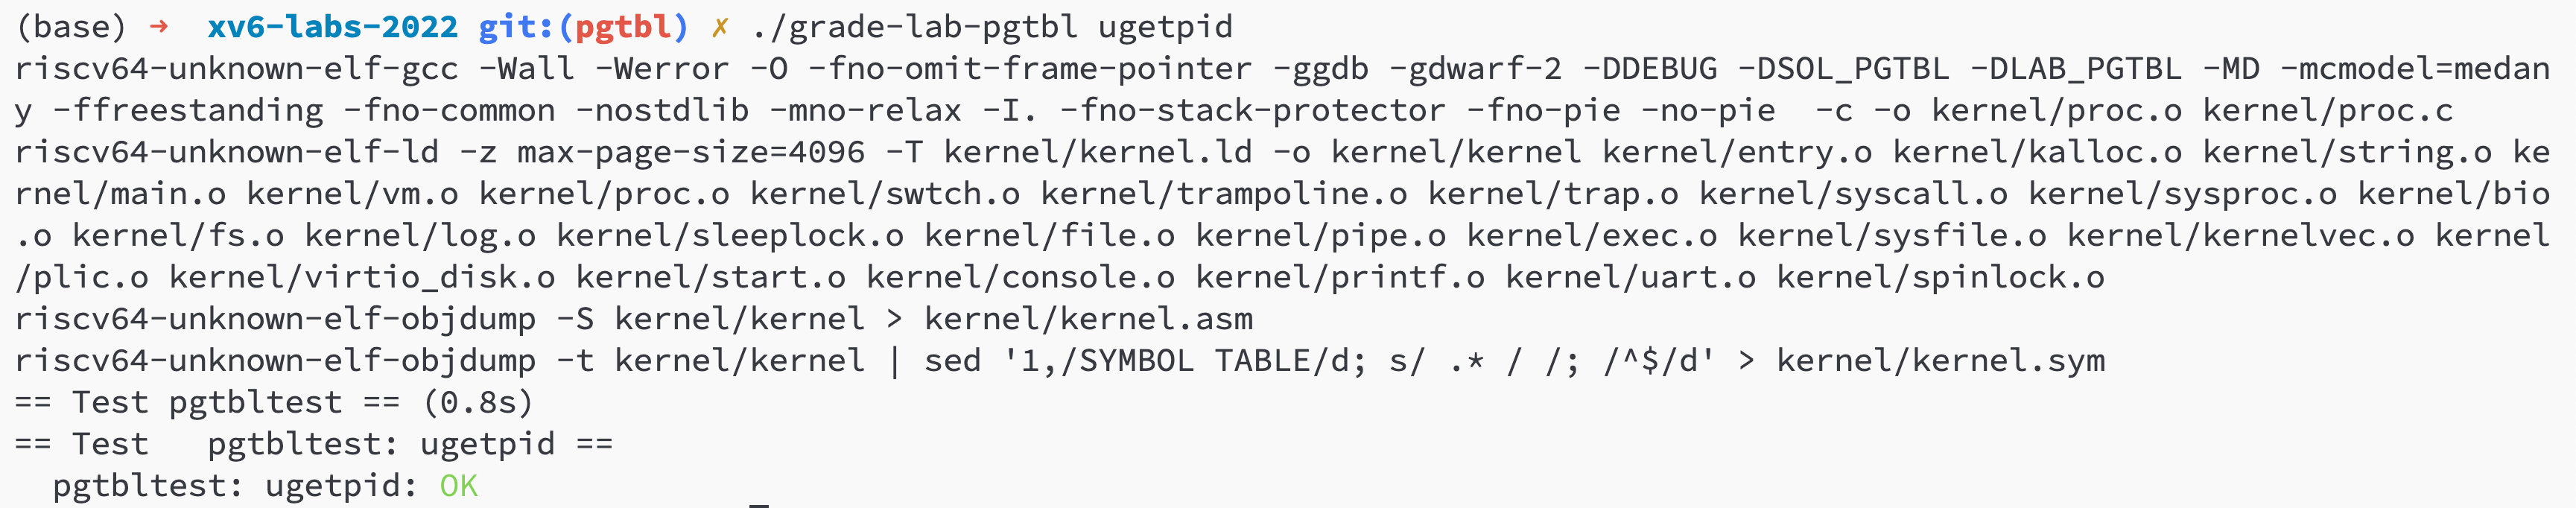 (base) → xv6-labs-2022 git:(pgtbl) ✗ ./grade-lab-pgtbl ugetpid
riscv64-unknown-elf-gcc -Wall -Werror -O -fno-omit-frame-pointer -ggdb -gdwarf-2 -DDEBUG -DSOL_PGTBL -DLAB_PGTBL -MD -mcmodel=medan
y -ffreestanding -fno-common -nostdlib -mno-relax -I. -fno-stack-protector -fno-pie -no-pie  -c -o kernel/proc.o kernel/proc.c
riscv64-unknown-elf-ld -z max-page-size=4096 -T kernel/kernel.ld -o kernel/kernel kernel/entry.o kernel/kalloc.o kernel/string.o ke
rnel/main.o kernel/vm.o kernel/proc.o kernel/swtch.o kernel/trampoline.o kernel/trap.o kernel/syscall.o kernel/sysproc.o kernel/bio
.o kernel/fs.o kernel/log.o kernel/sleeplock.o kernel/file.o kernel/pipe.o kernel/exec.o kernel/sysfile.o kernel/kernelvec.o kernel
/plic.o kernel/virtio_disk.o kernel/start.o kernel/console.o kernel/printf.o kernel/uart.o kernel/spinlock.o
riscv64-unknown-elf-objdump -S kernel/kernel > kernel/kernel.asm
riscv64-unknown-elf-objdump -t kernel/kernel | sed '1,/SYMBOL TABLE/d; s/ .* / /; /^$/d' > kernel/kernel.sym
== Test pgtbltest == (0.8s)
== Test   pgtbltest: ugetpid ==
  pgtbltest: ugetpid: OK